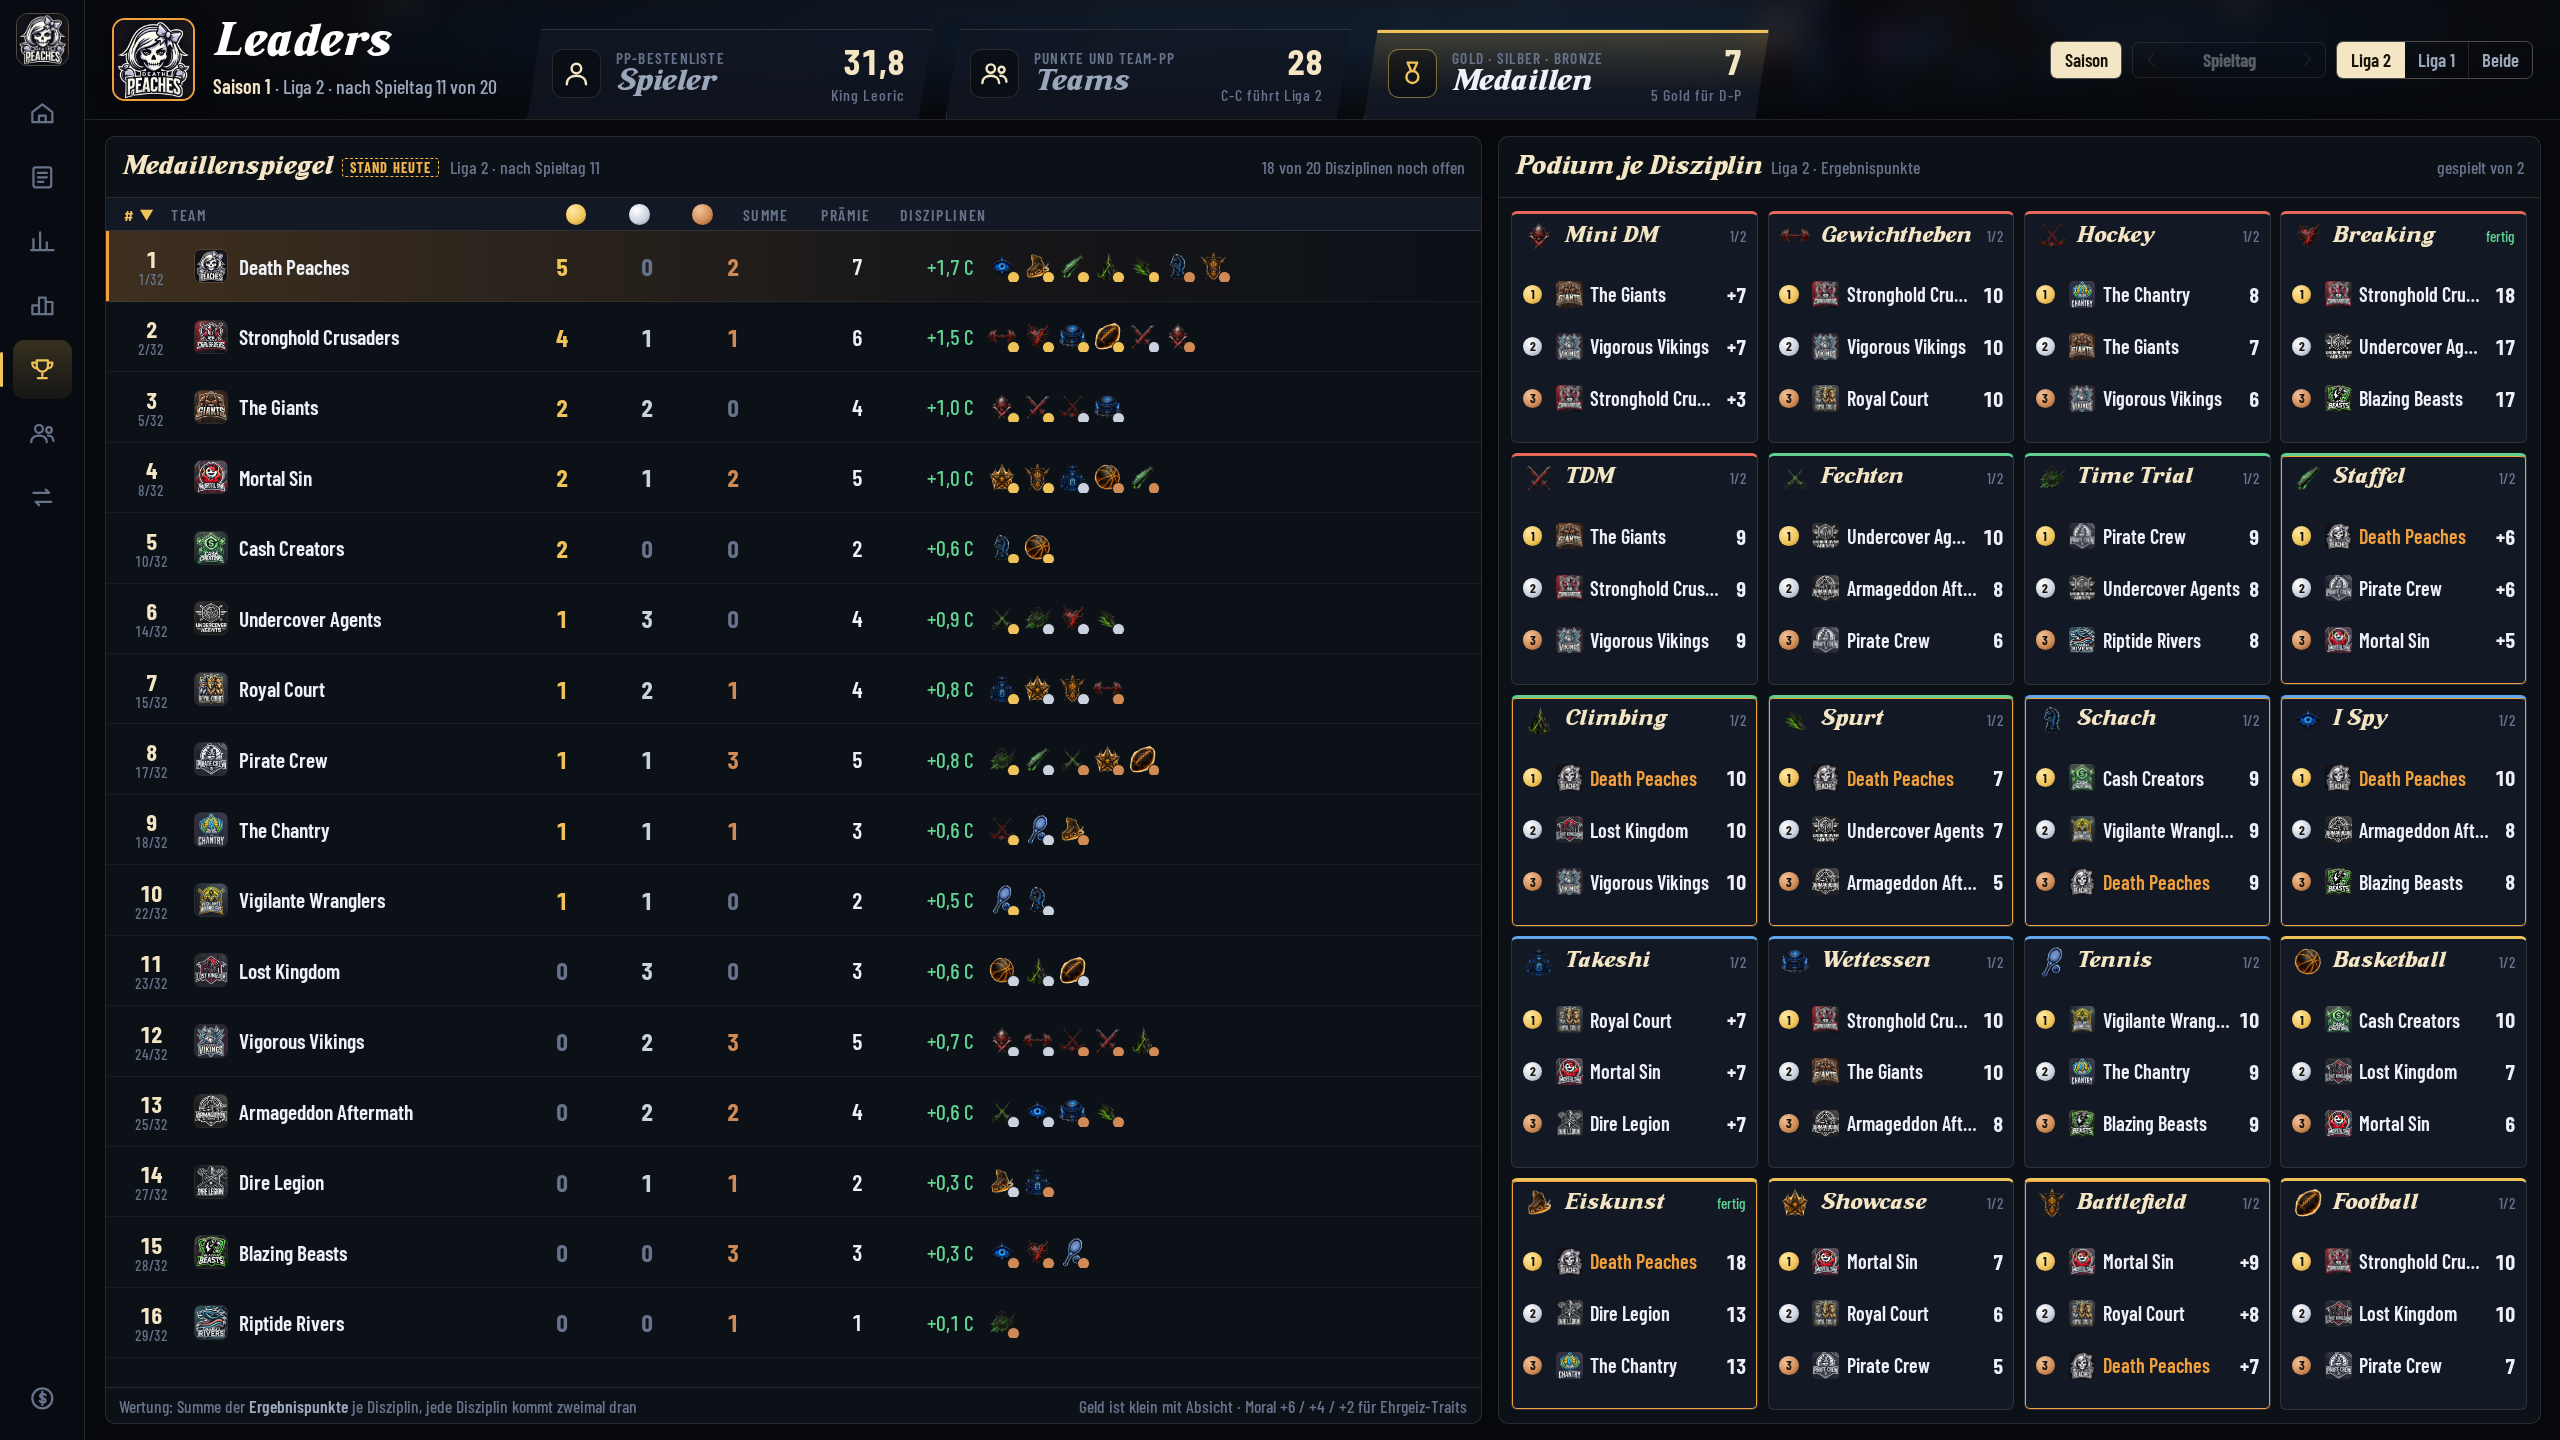 Leaders
Saison 1 · Liga 2 · nach Spieltag 11 von 20
PP-BESTENLISTE
Spieler
31,8
King Leoric
PUNKTE UND TEAM-PP
Teams
28
C-C führt Liga 2
GOLD · SILBER · BRONZE
Medaillen
7
5 Gold für D-P
Saison
Spieltag
Liga 2 Liga 1 Beide
Medaillenspiegel STAND HEUTE Liga 2 · nach Spieltag 11 18 von 20 Disziplinen noch offen
# ▼ TEAM SUMME PRÄMIE DISZIPLINEN
1 1/32 Death Peaches 5 0 2 7 +1,7 C
2 2/32 Stronghold Crusaders 4 1 1 6 +1,5 C
3 5/32 The Giants 2 2 0 4 +1,0 C
4 8/32 Mortal Sin 2 1 2 5 +1,0 C
5 10/32 Cash Creators 2 0 0 2 +0,6 C
6 14/32 Undercover Agents 1 3 0 4 +0,9 C
7 15/32 Royal Court 1 2 1 4 +0,8 C
8 17/32 Pirate Crew 1 1 3 5 +0,8 C
9 18/32 The Chantry 1 1 1 3 +0,6 C
10 22/32 Vigilante Wranglers 1 1 0 2 +0,5 C
11 23/32 Lost Kingdom 0 3 0 3 +0,6 C
12 24/32 Vigorous Vikings 0 2 3 5 +0,7 C
13 25/32 Armageddon Aftermath 0 2 2 4 +0,6 C
14 27/32 Dire Legion 0 1 1 2 +0,3 C
15 28/32 Blazing Beasts 0 0 3 3 +0,3 C
16 29/32 Riptide Rivers 0 0 1 1 +0,1 C
Wertung: Summe der Ergebnispunkte je Disziplin, jede Disziplin kommt zweimal dran
Geld ist klein mit Absicht · Moral +6 / +4 / +2 für Ehrgeiz-Traits
Podium je Disziplin Liga 2 · Ergebnispunkte gespielt von 2
Mini DM 1/2
1 The Giants +7
2 Vigorous Vikings +7
3 Stronghold Cru... +3
Gewichtheben 1/2
1 Stronghold Cru... 10
2 Vigorous Vikings 10
3 Royal Court 10
Hockey 1/2
1 The Chantry 8
2 The Giants 7
3 Vigorous Vikings 6
Breaking fertig
1 Stronghold Cru... 18
2 Undercover Ag... 17
3 Blazing Beasts 17
TDM 1/2
1 The Giants 9
2 Stronghold Crus... 9
3 Vigorous Vikings 9
Fechten 1/2
1 Undercover Ag... 10
2 Armageddon Aft... 8
3 Pirate Crew 6
Time Trial 1/2
1 Pirate Crew 9
2 Undercover Agents 8
3 Riptide Rivers 8
Staffel 1/2
1 Death Peaches +6
2 Pirate Crew +6
3 Mortal Sin +5
Climbing 1/2
1 Death Peaches 10
2 Lost Kingdom 10
3 Vigorous Vikings 10
Spurt 1/2
1 Death Peaches 7
2 Undercover Agents 7
3 Armageddon Aft... 5
Schach 1/2
1 Cash Creators 9
2 Vigilante Wrangl... 9
3 Death Peaches 9
I Spy 1/2
1 Death Peaches 10
2 Armageddon Aft... 8
3 Blazing Beasts 8
Takeshi 1/2
1 Royal Court +7
2 Mortal Sin +7
3 Dire Legion +7
Wettessen 1/2
1 Stronghold Cru... 10
2 The Giants 10
3 Armageddon Aft... 8
Tennis 1/2
1 Vigilante Wrang... 10
2 The Chantry 9
3 Blazing Beasts 9
Basketball 1/2
1 Cash Creators 10
2 Lost Kingdom 7
3 Mortal Sin 6
Eiskunst fertig
1 Death Peaches 18
2 Dire Legion 13
3 The Chantry 13
Showcase 1/2
1 Mortal Sin 7
2 Royal Court 6
3 Pirate Crew 5
Battlefield 1/2
1 Mortal Sin +9
2 Royal Court +8
3 Death Peaches +7
Football 1/2
1 Stronghold Cru... 10
2 Lost Kingdom 10
3 Pirate Crew 7